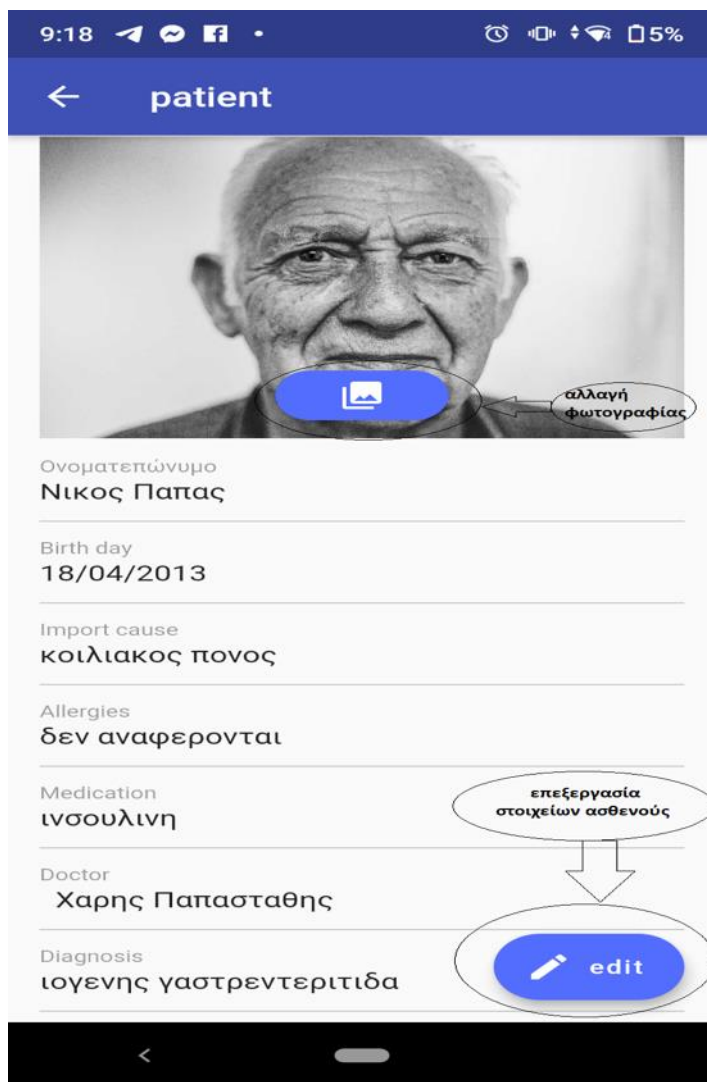 9:18
5%
patient
αλλαγή
φωτογραφίας
Ονοματεπώνυμο
Νικος Παπας
Birth day
18/04/2013
Import cause
κοιλιακος πονος
Allergies
δεν αναφερονται
Medication
ινσουλινη
επεξεργασία
στοιχείων ασθενούς
Doctor
Χαρης Παπασταθης
Diagnosis
ιογενης γαστρεντεριτιδα
edit